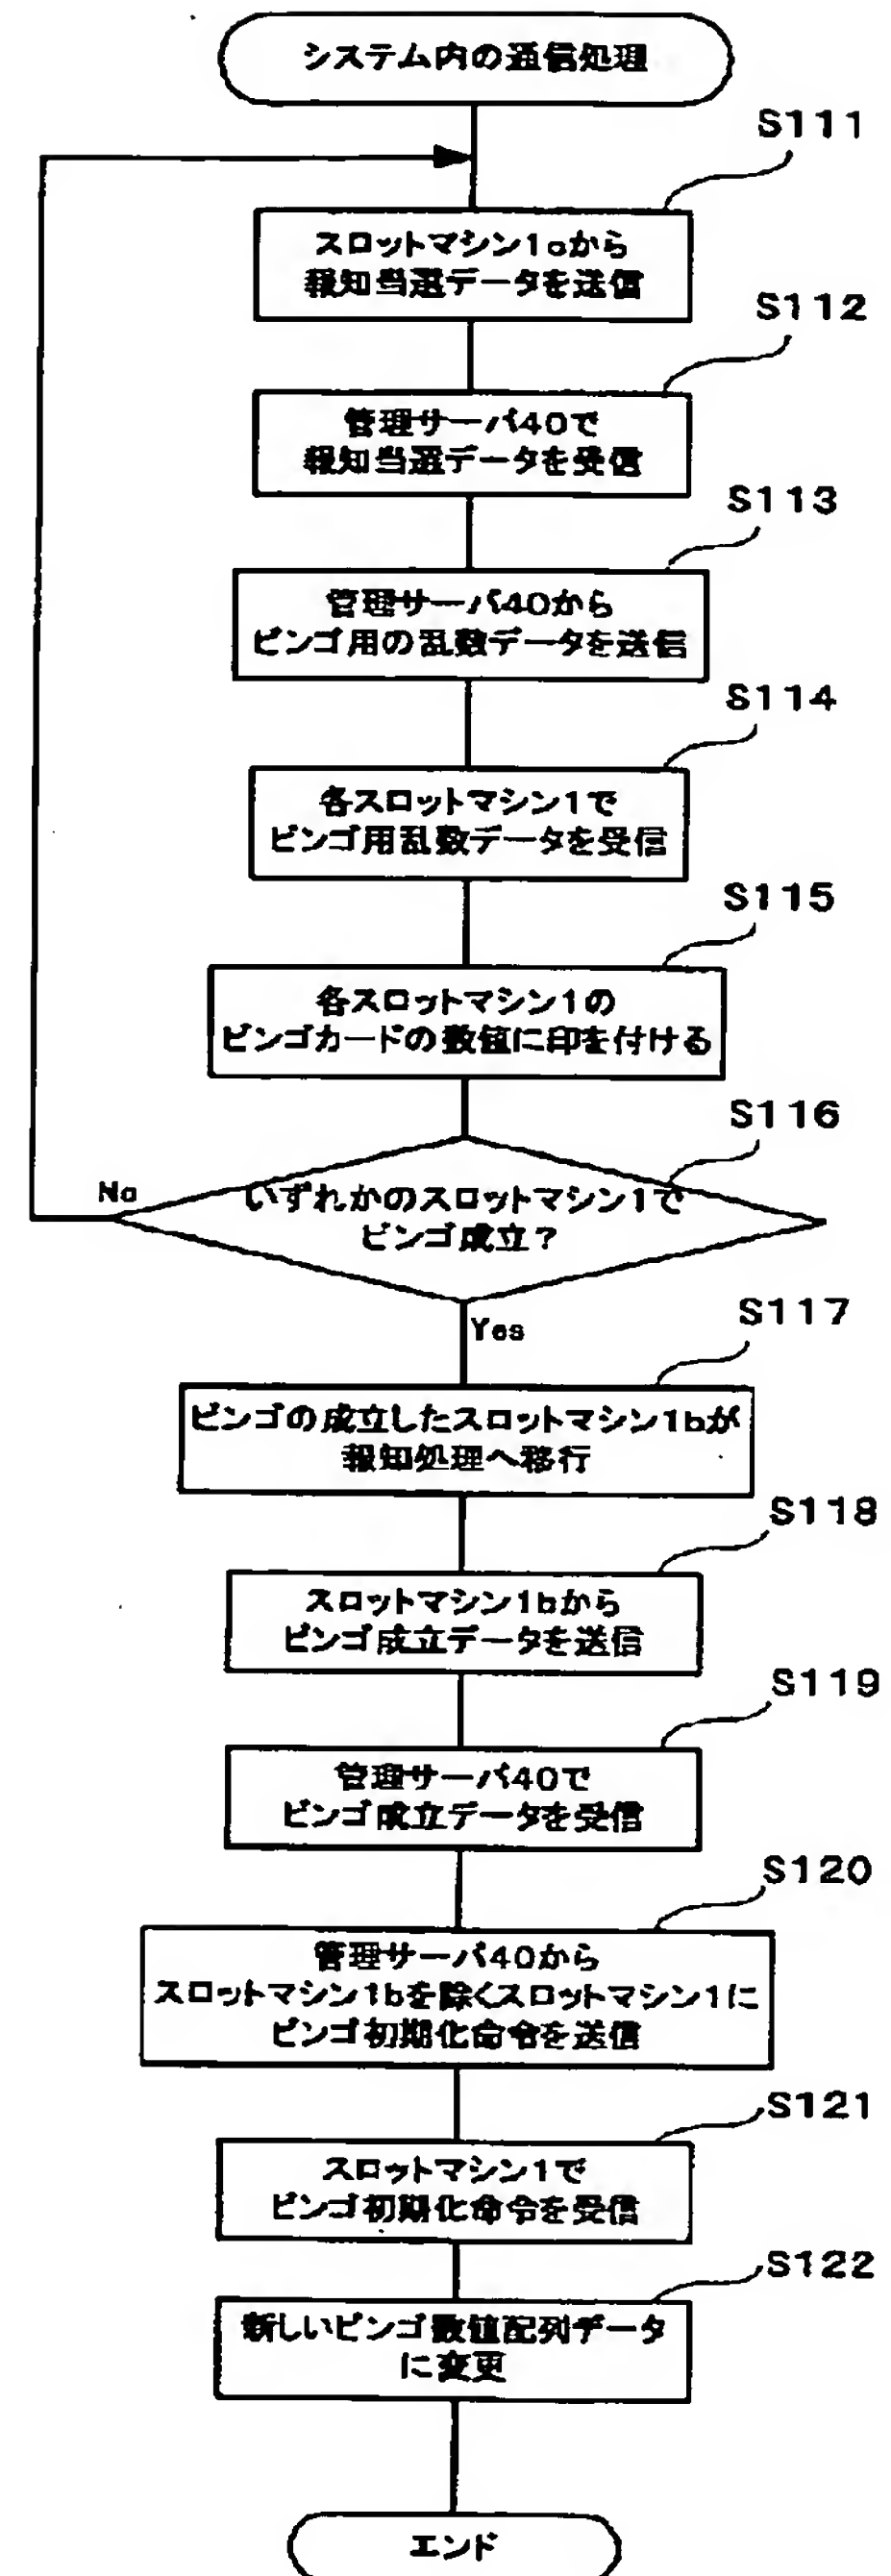 システム内の通信処理
S111
スロットマシン1aから
報知当選データを送信
S112
管理サーバ40で
報知当選データを受信
S113
管理サーバ40から
ビンゴ用の乱数データを送信
S114
各スロットマシン1で
ビンゴ用乱数データを受信
S115
各スロットマシン1の
ビンゴカードの数値に印を付ける
S116
No
いずれかのスロットマシン1で
ビンゴ成立？
Yes
S117
ビンゴの成立したスロットマシン1bが
報知処理へ移行
S118
スロットマシン1bから
ビンゴ成立データを送信
S119
管理サーバ40で
ビンゴ成立データを受信
S120
管理サーバ40から
スロットマシン1bを除くスロットマシン1に
ビンゴ初期化命令を送信
S121
スロットマシン1で
ビンゴ初期化命令を受信
S122
新しいビンゴ数値配列データ
に変更
エンド